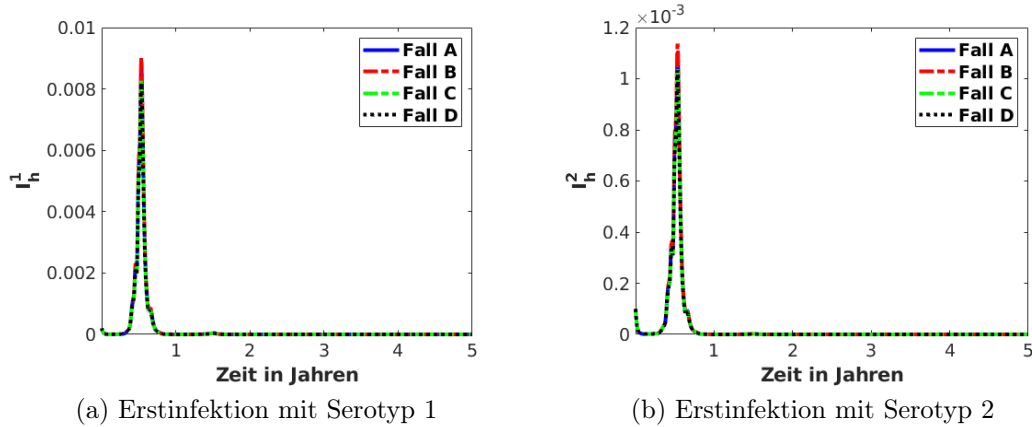 0.01
0.008
0.006
0.004
0.002
0
I_h^1
1 2 3 4 5
Zeit in Jahren
Fall A
Fall B
Fall C
Fall D
(a) Erstinfektion mit Serotyp 1
×10^-3
1.2
1
0.8
0.6
0.4
0.2
0
I_h^2
1 2 3 4 5
Zeit in Jahren
Fall A
Fall B
Fall C
Fall D
(b) Erstinfektion mit Serotyp 2